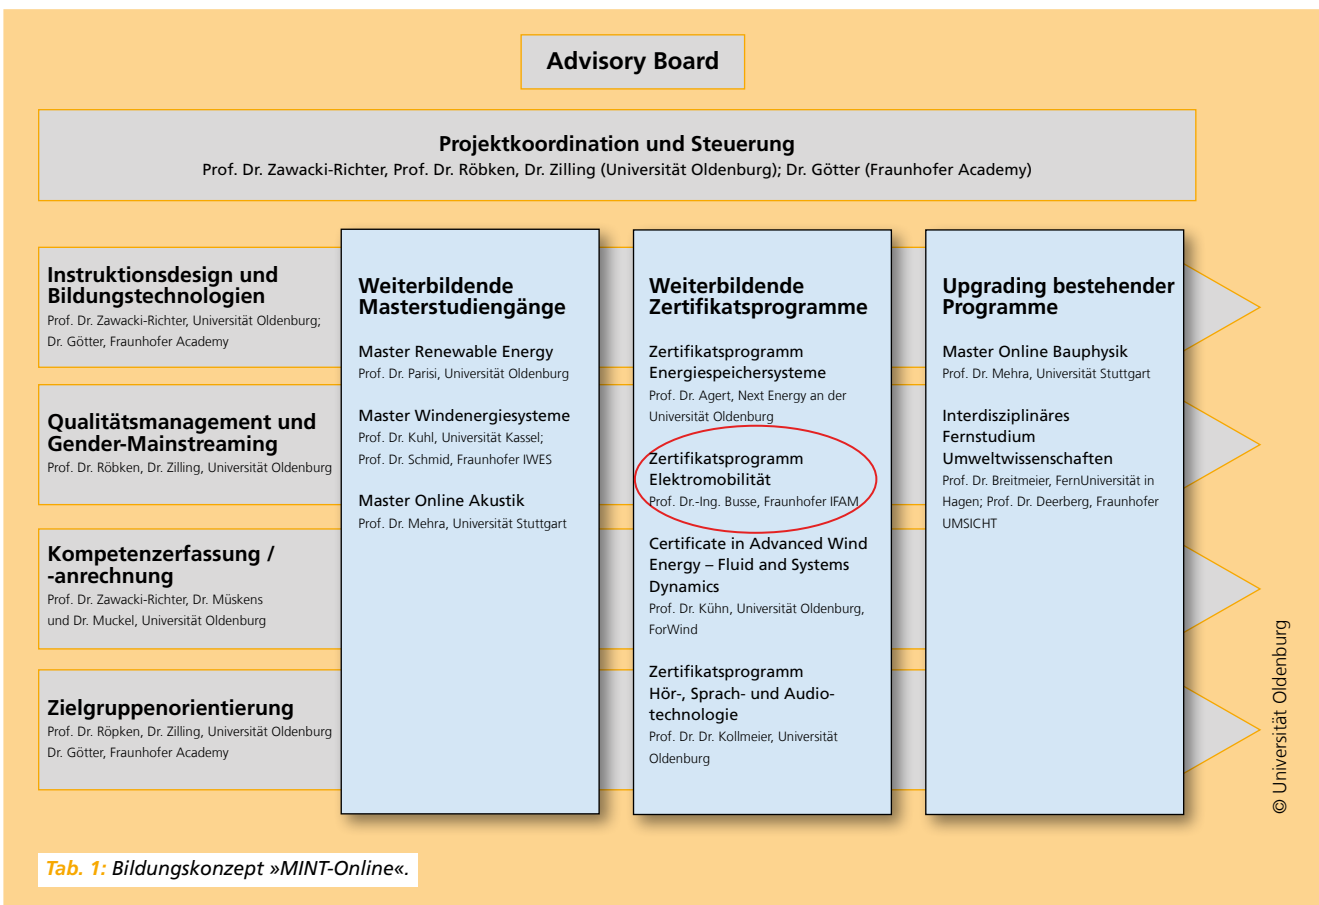 Advisory Board
Projektkoordination und Steuerung
Prof. Dr. Zawacki-Richter, Prof. Dr. Röbken, Dr. Zilling (Universität Oldenburg); Dr. Götter (Fraunhofer Academy)
Instruktionsdesign und
Bildungstechnologien
Prof. Dr. Zawacki-Richter, Universität Oldenburg;
Dr. Götter, Fraunhofer Academy
Qualitätsmanagement und
Gender-Mainstreaming
Prof. Dr. Röbken, Dr. Zilling, Universität Oldenburg
Kompetenzerfassung /
-anrechnung
Prof. Dr. Zawacki-Richter, Dr. Müskens
und Dr. Muckel, Universität Oldenburg
Zielgruppenorientierung
Prof. Dr. Röpken, Dr. Zilling, Universität Oldenburg
Dr. Götter, Fraunhofer Academy
Weiterbildende
Masterstudiengänge
Master Renewable Energy
Prof. Dr. Parisi, Universität Oldenburg
Master Windenergiesysteme
Prof. Dr. Kuhl, Universität Kassel;
Prof. Dr. Schmid, Fraunhofer IWES
Master Online Akustik
Prof. Dr. Mehra, Universität Stuttgart
Weiterbildende
Zertifikatsprogramme
Zertifikatsprogramm
Energiespeichersysteme
Prof. Dr. Agert, Next Energy an der
Universität Oldenburg
Zertifikatsprogramm
Elektromobilität
Prof. Dr.-Ing. Busse, Fraunhofer IFAM
Certificate in Advanced Wind
Energy – Fluid and Systems
Dynamics
Prof. Dr. Kühn, Universität Oldenburg,
ForWind
Zertifikatsprogramm
Hör-, Sprach- und Audio-
technologie
Prof. Dr. Dr. Kollmeier, Universität
Oldenburg
Upgrading bestehender
Programme
Master Online Bauphysik
Prof. Dr. Mehra, Universität Stuttgart
Interdisziplinäres
Fernstudium
Umweltwissenschaften
Prof. Dr. Breitmeier, FernUniversität in
Hagen; Prof. Dr. Deerberg, Fraunhofer
UMSICHT
© Universität Oldenburg
Tab. 1: Bildungskonzept »MINT-Online«.